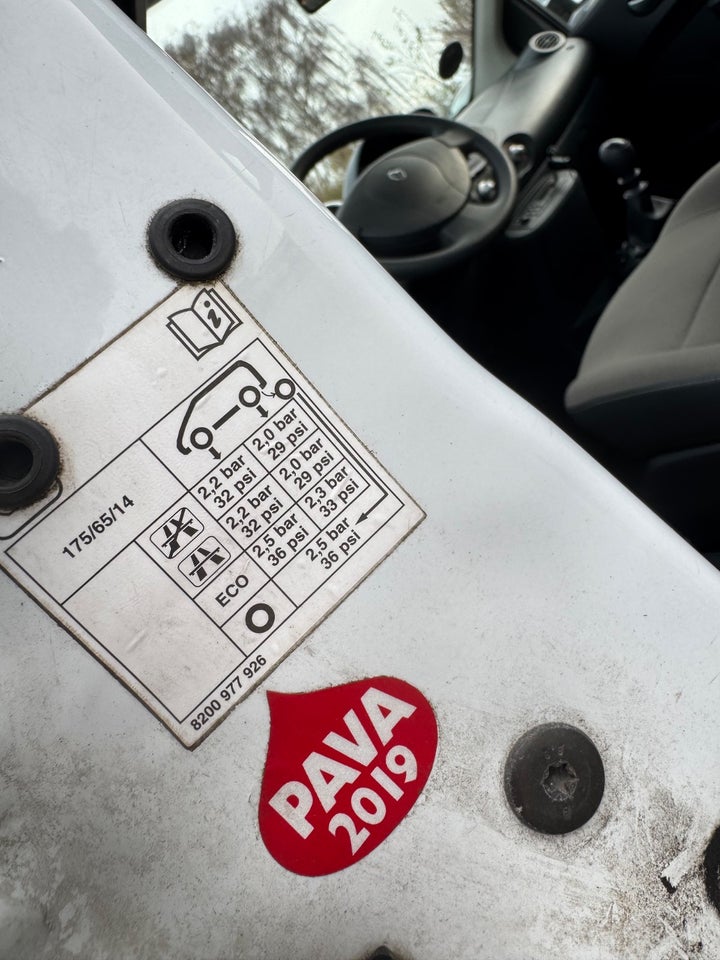 175/65/14
2,2 bar 2,0 bar
32 psi 29 psi
2,2 bar 2,0 bar
32 psi 29 psi
ECO 2,5 bar 2,3 bar
36 psi 33 psi
2,5 bar
36 psi
8200 977 926
PAVA
2019